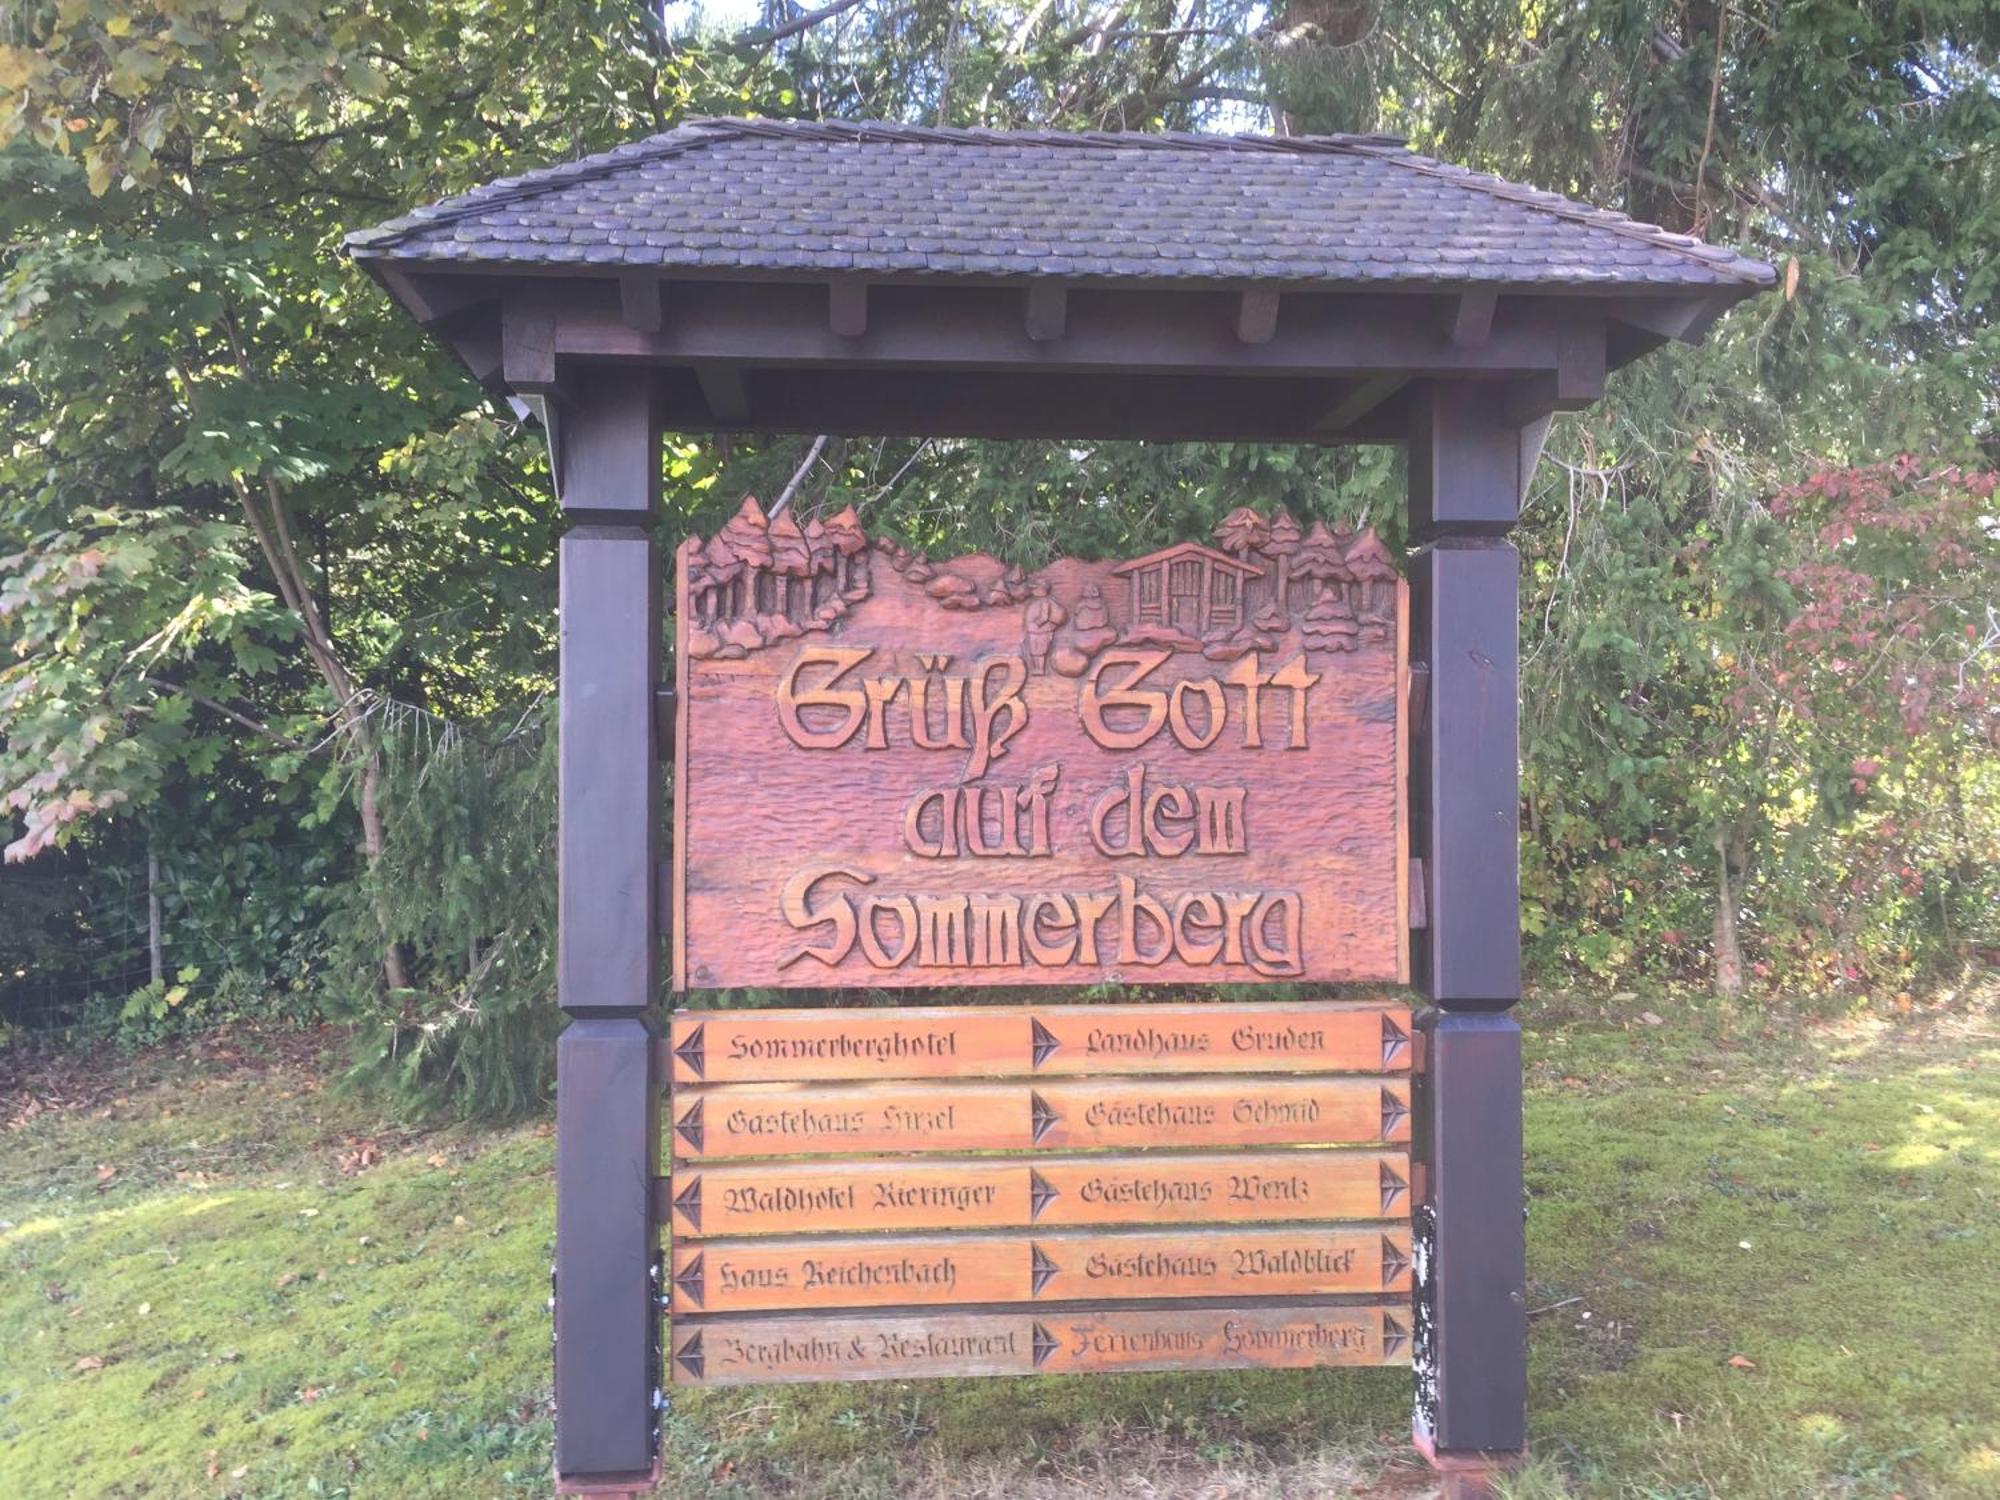 Grüß Gott
auf dem
Sommerberg
Sommerberghotel Landhaus Gruden
Gästehaus Hirzel Gästehaus Schmid
Waldhotel Rieringer Gästehaus Wentz
Haus Reichenbach Gästehaus Waldblick
Bergbahn & Restaurant Ferienhaus Sommerberg